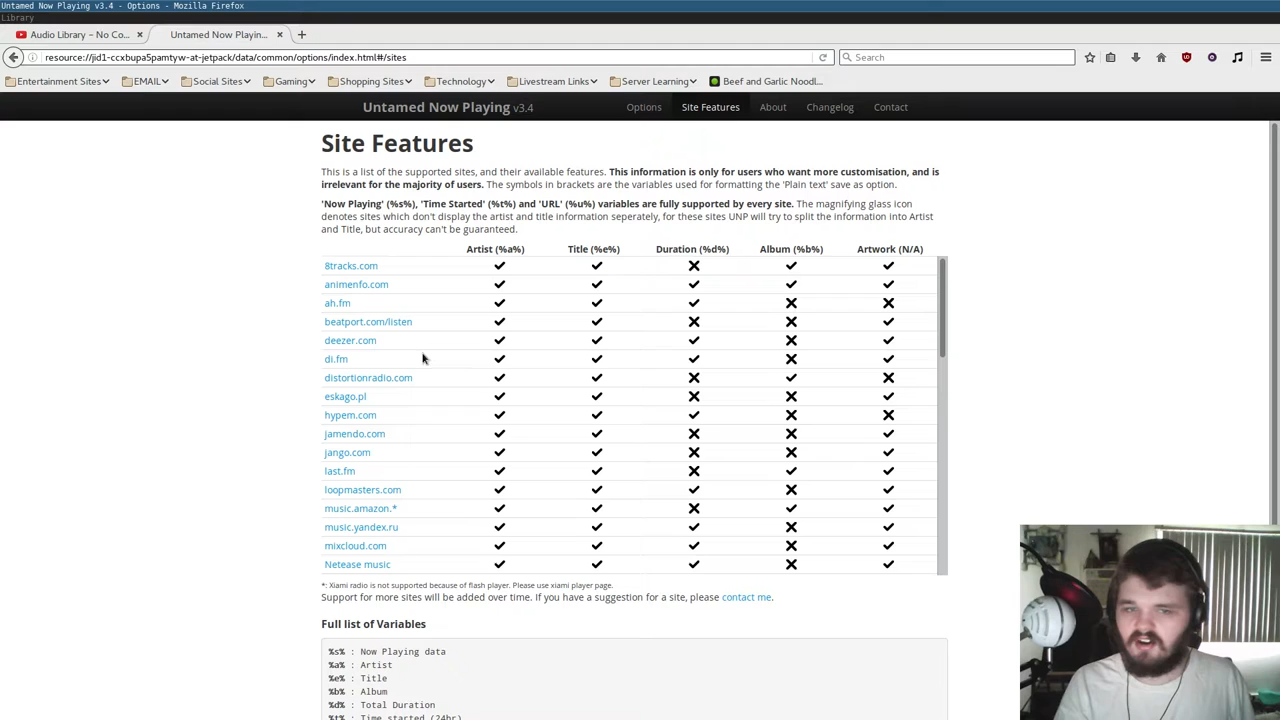 Untamed Now Playing v3.4 - Options - Mozilla Firefox
Library
Audio Library – No Co... × Untamed Now Playin... × +
resource://jid1-ccxbupa5pamtyw-at-jetpack/data/common/options/index.html#/sites Search
Entertainment Sites EMAIL Social Sites Gaming Shopping Sites Technology Livestream Links Server Learning Beef and Garlic Noodl...
Untamed Now Playing v3.4 Options Site Features About Changelog Contact
Site Features
This is a list of the supported sites, and their available features. This information is only for users who want more customisation, and is
irrelevant for the majority of users. The symbols in brackets are the variables used for formatting the 'Plain text' save as option.
'Now Playing' (%s%), 'Time Started' (%t%) and 'URL' (%u%) variables are fully supported by every site. The magnifying glass icon
denotes sites which don't display the artist and title information seperately, for these sites UNP will try to split the information into Artist
and Title, but accuracy can't be guaranteed.
Artist (%a%) Title (%e%) Duration (%d%) Album (%b%) Artwork (N/A)
8tracks.com
animenfo.com
ah.fm
beatport.com/listen
deezer.com
di.fm
distortionradio.com
eskago.pl
hypem.com
jamendo.com
jango.com
last.fm
loopmasters.com
music.amazon.*
music.yandex.ru
mixcloud.com
Netease music
*: Xiami radio is not supported because of flash player. Please use xiami player page.
Support for more sites will be added over time. If you have a suggestion for a site, please contact me.
Full list of Variables
%s% : Now Playing data
%a% : Artist
%e% : Title
%b% : Album
%d% : Total Duration
%t% : Time started (24hr)